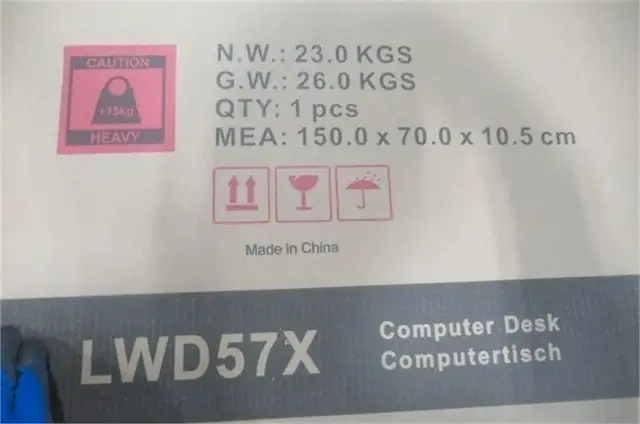 CAUTION
+15kg
HEAVY
N.W.: 23.0 KGS
G.W.: 26.0 KGS
QTY: 1 pcs
MEA: 150.0 x 70.0 x 10.5 cm
Made in China
LWD57X
Computer Desk
Computertisch